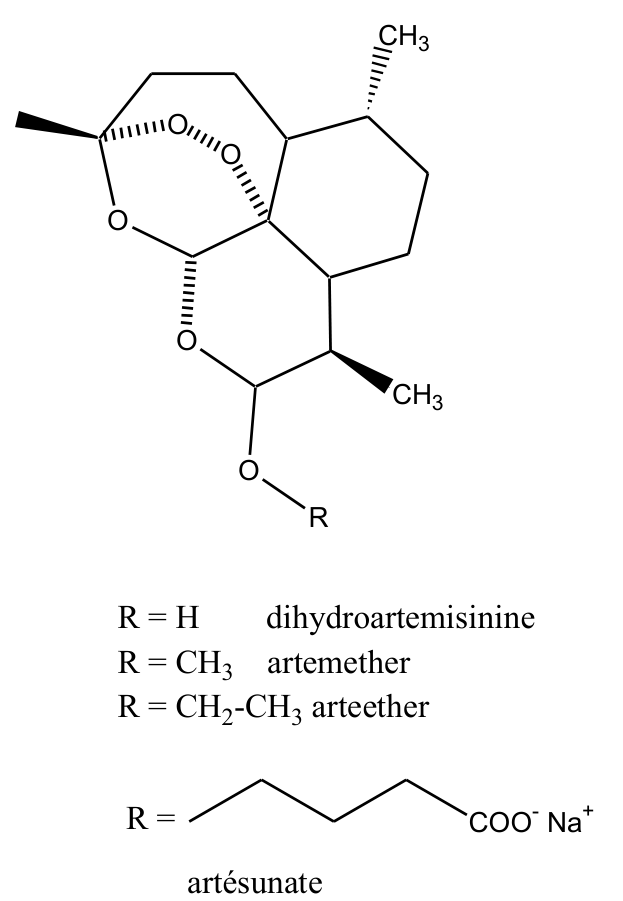 CH₃
O
O
O
O
CH₃
O
R
R = H dihydroartemisinine
R = CH₃ artemether
R = CH₂-CH₃ arteether
R = COO⁻ Na⁺
artésunate